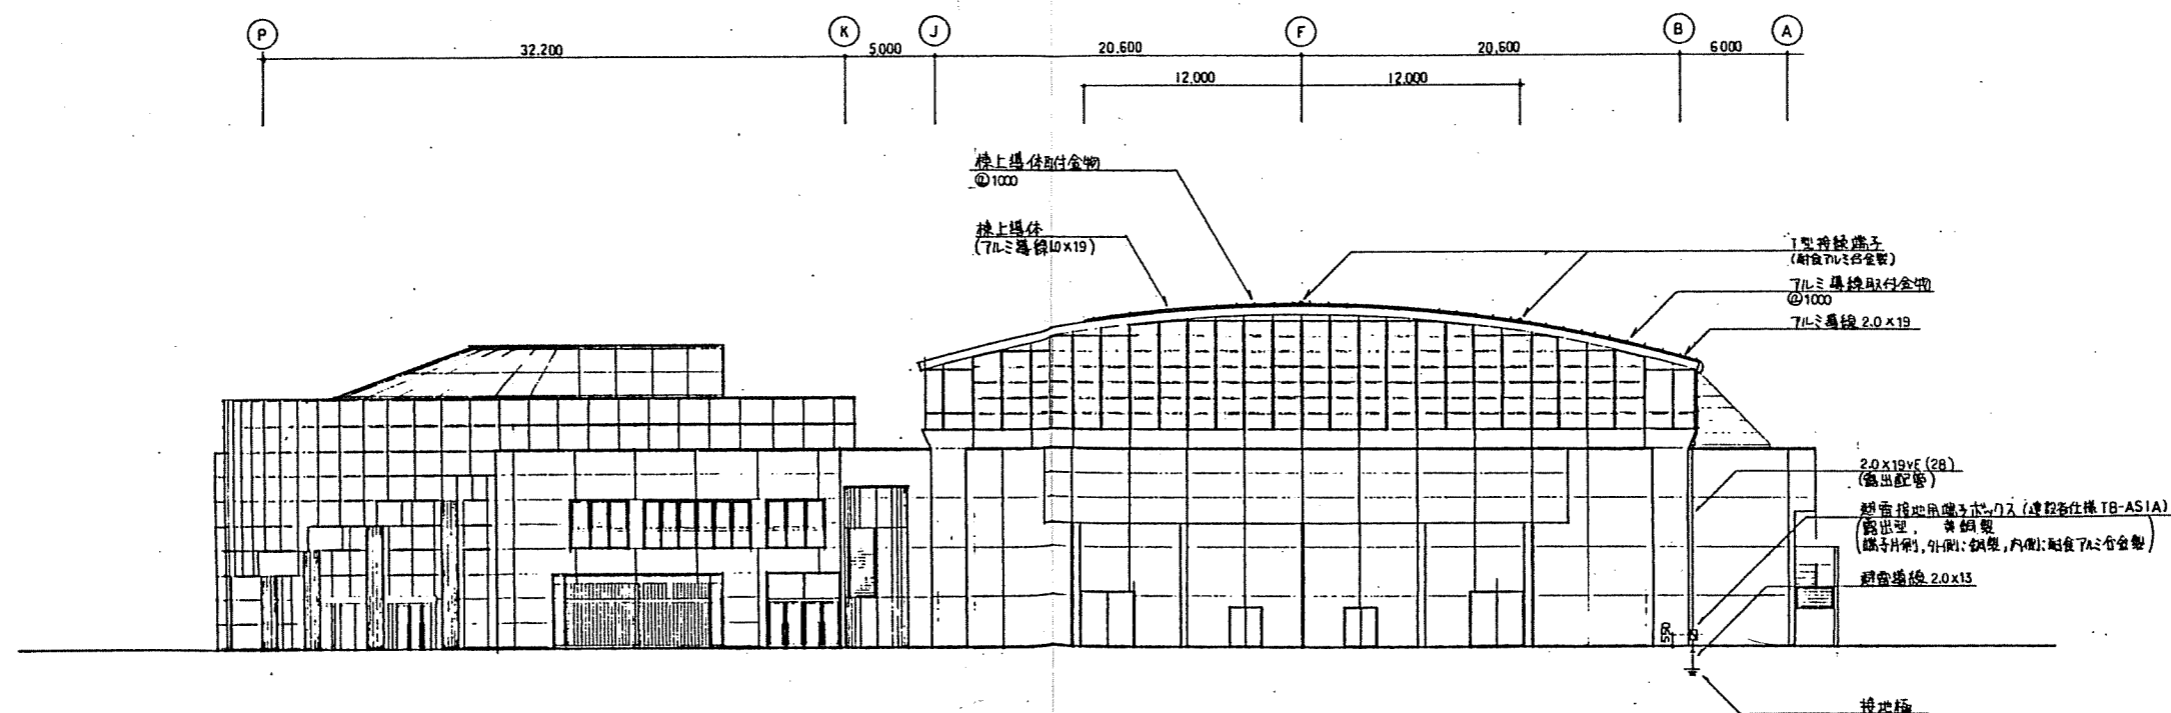 P
K
J
F
B
A
32.200
5.000
20.600
20,600
6000
12,000
12,000
棟上導体取付金物
@1000
棟上導体
(アルミ導線10×19)
T型接続端子
(耐食アルミ合金製)
アルミ導線取付金物
@1000
アルミ導線 2.0×19
2.0×19VE(28)
(露出配管)
避雷接地用端子ボックス (建設省仕様 TB-AS1A)
露出型, 黄銅製
(端子片側,外側:銅製,内側:耐食アルミ合金製)
避雷導線 2.0×13
接地極